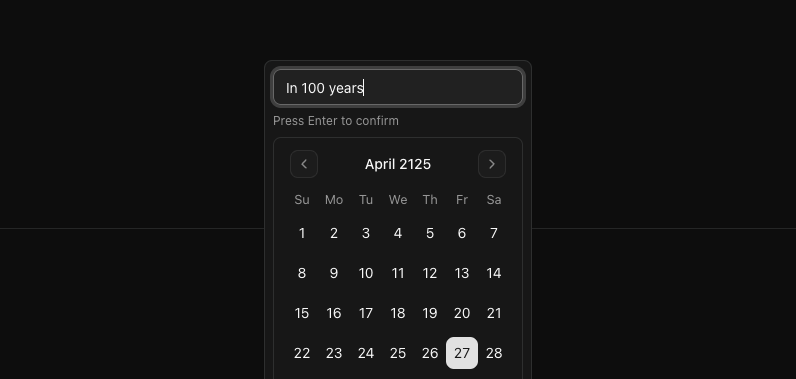 In 100 years
Press Enter to confirm
April 2125
Su Mo Tu We Th Fr Sa
1 2 3 4 5 6 7
8 9 10 11 12 13 14
15 16 17 18 19 20 21
22 23 24 25 26 27 28